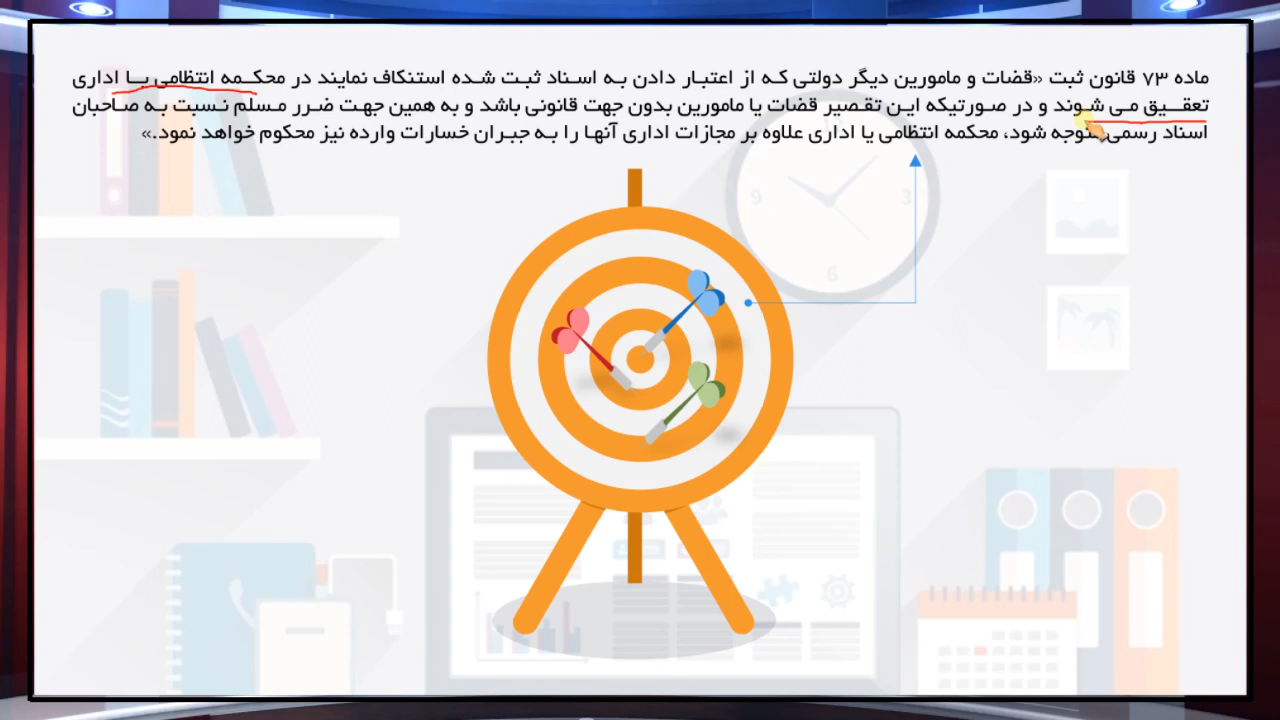 ماده ۷۳ قانون ثبت «قضات و مامورین دیگر دولتی که از اعتبار دادن به اسناد ثبت شده استنکاف نمایند در محکمه انتظامی یا اداری
تعقیق می شوند و در صورتیکه این تقصیر قضات یا مامورین بدون جهت قانونی باشد و به همین جهت ضرر مسلم نسبت به صاحبان
اسناد رسمی متوجه شود، محکمه انتظامی یا اداری علاوه بر مجازات اداری آنها را به جبران خسارات وارده نیز محکوم خواهد نمود.»
9
3
6